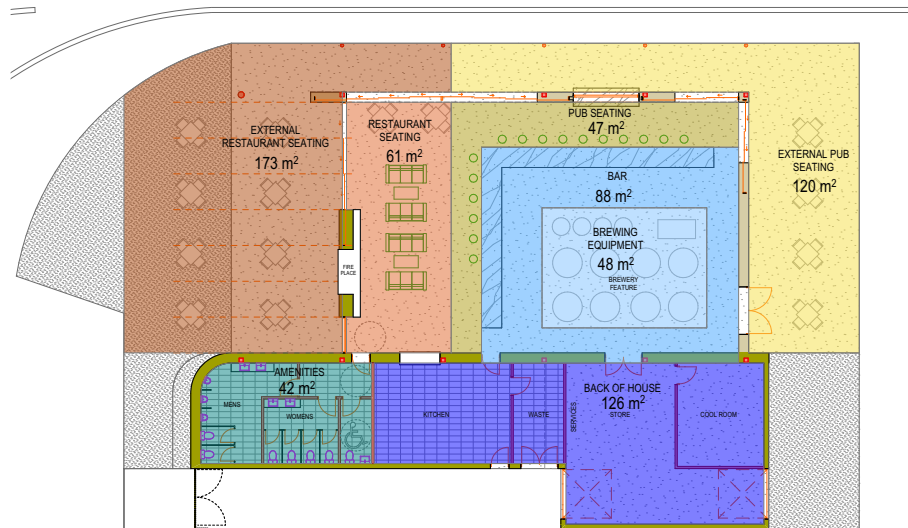 EXTERNAL
RESTAURANT SEATING
173 m²
RESTAURANT
SEATING
61 m²
PUB SEATING
47 m²
EXTERNAL PUB
SEATING
120 m²
BAR
88 m²
BREWING
EQUIPMENT
48 m²
BREWERY
FEATURE
FIRE
PLACE
AMENITIES
42 m²
MENS
WOMENS
KITCHEN
WASTE
SERVICES
BACK OF HOUSE
126 m²
STORE
COOL ROOM